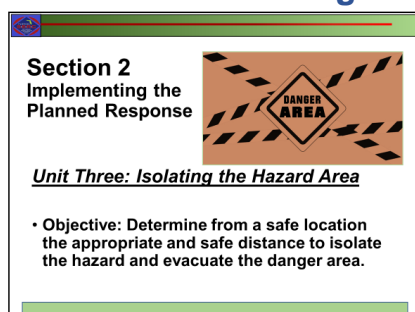 Section 2
Implementing the
Planned Response
DANGER
AREA
Unit Three: Isolating the Hazard Area
• Objective: Determine from a safe location
the appropriate and safe distance to isolate
the hazard and evacuate the danger area.